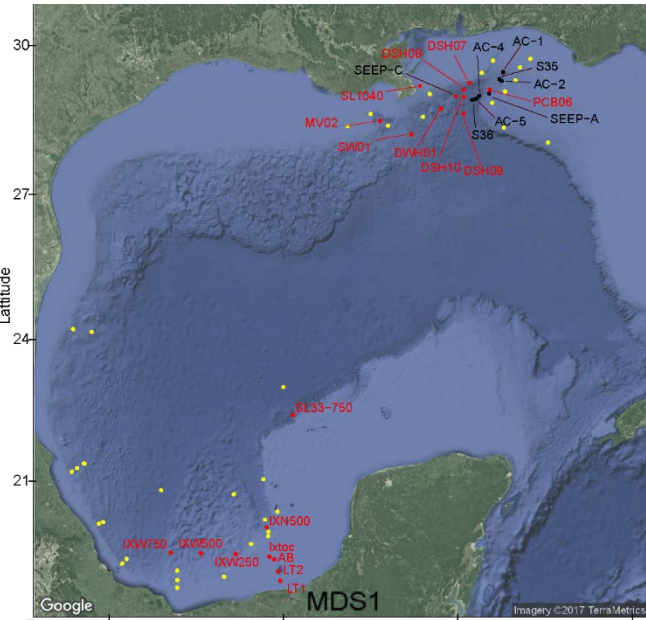 30
27
24
21
Lattitude
DSH07
DSH08
AC-4
AC-1
S35
SEEP-C
AC-2
SL1040
PCB06
SEEP-A
MV02
AC-5
SW01
S36
DWH01
DSH10
DSH09
SL33-750
IXN500
IXW750
IXW500
IXW250
Ixtoc
AB
LT2
LT1
MDS1
Google
Imagery ©2017 TerraMetrics